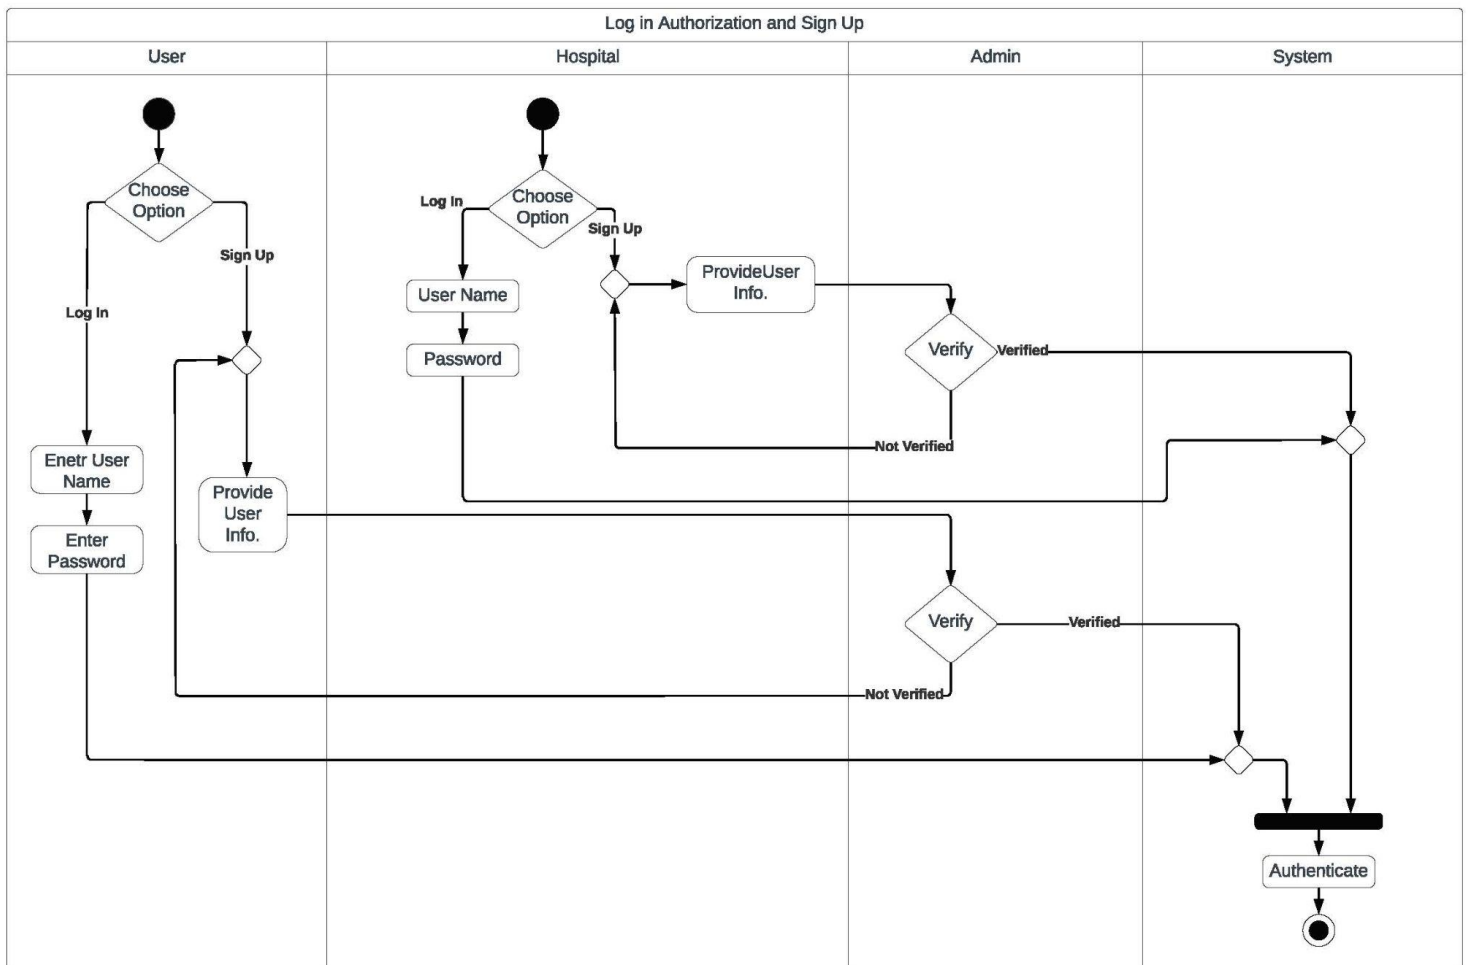 Log in Authorization and Sign Up
User
Hospital
Admin
System
Choose
Option
Log In
Sign Up
Enetr User
Name
Enter
Password
Provide
User
Info.
Choose
Option
Log In
Sign Up
User Name
Password
ProvideUser
Info.
Verify
Verified
Not Verified
Verify
Verified
Not Verified
Authenticate